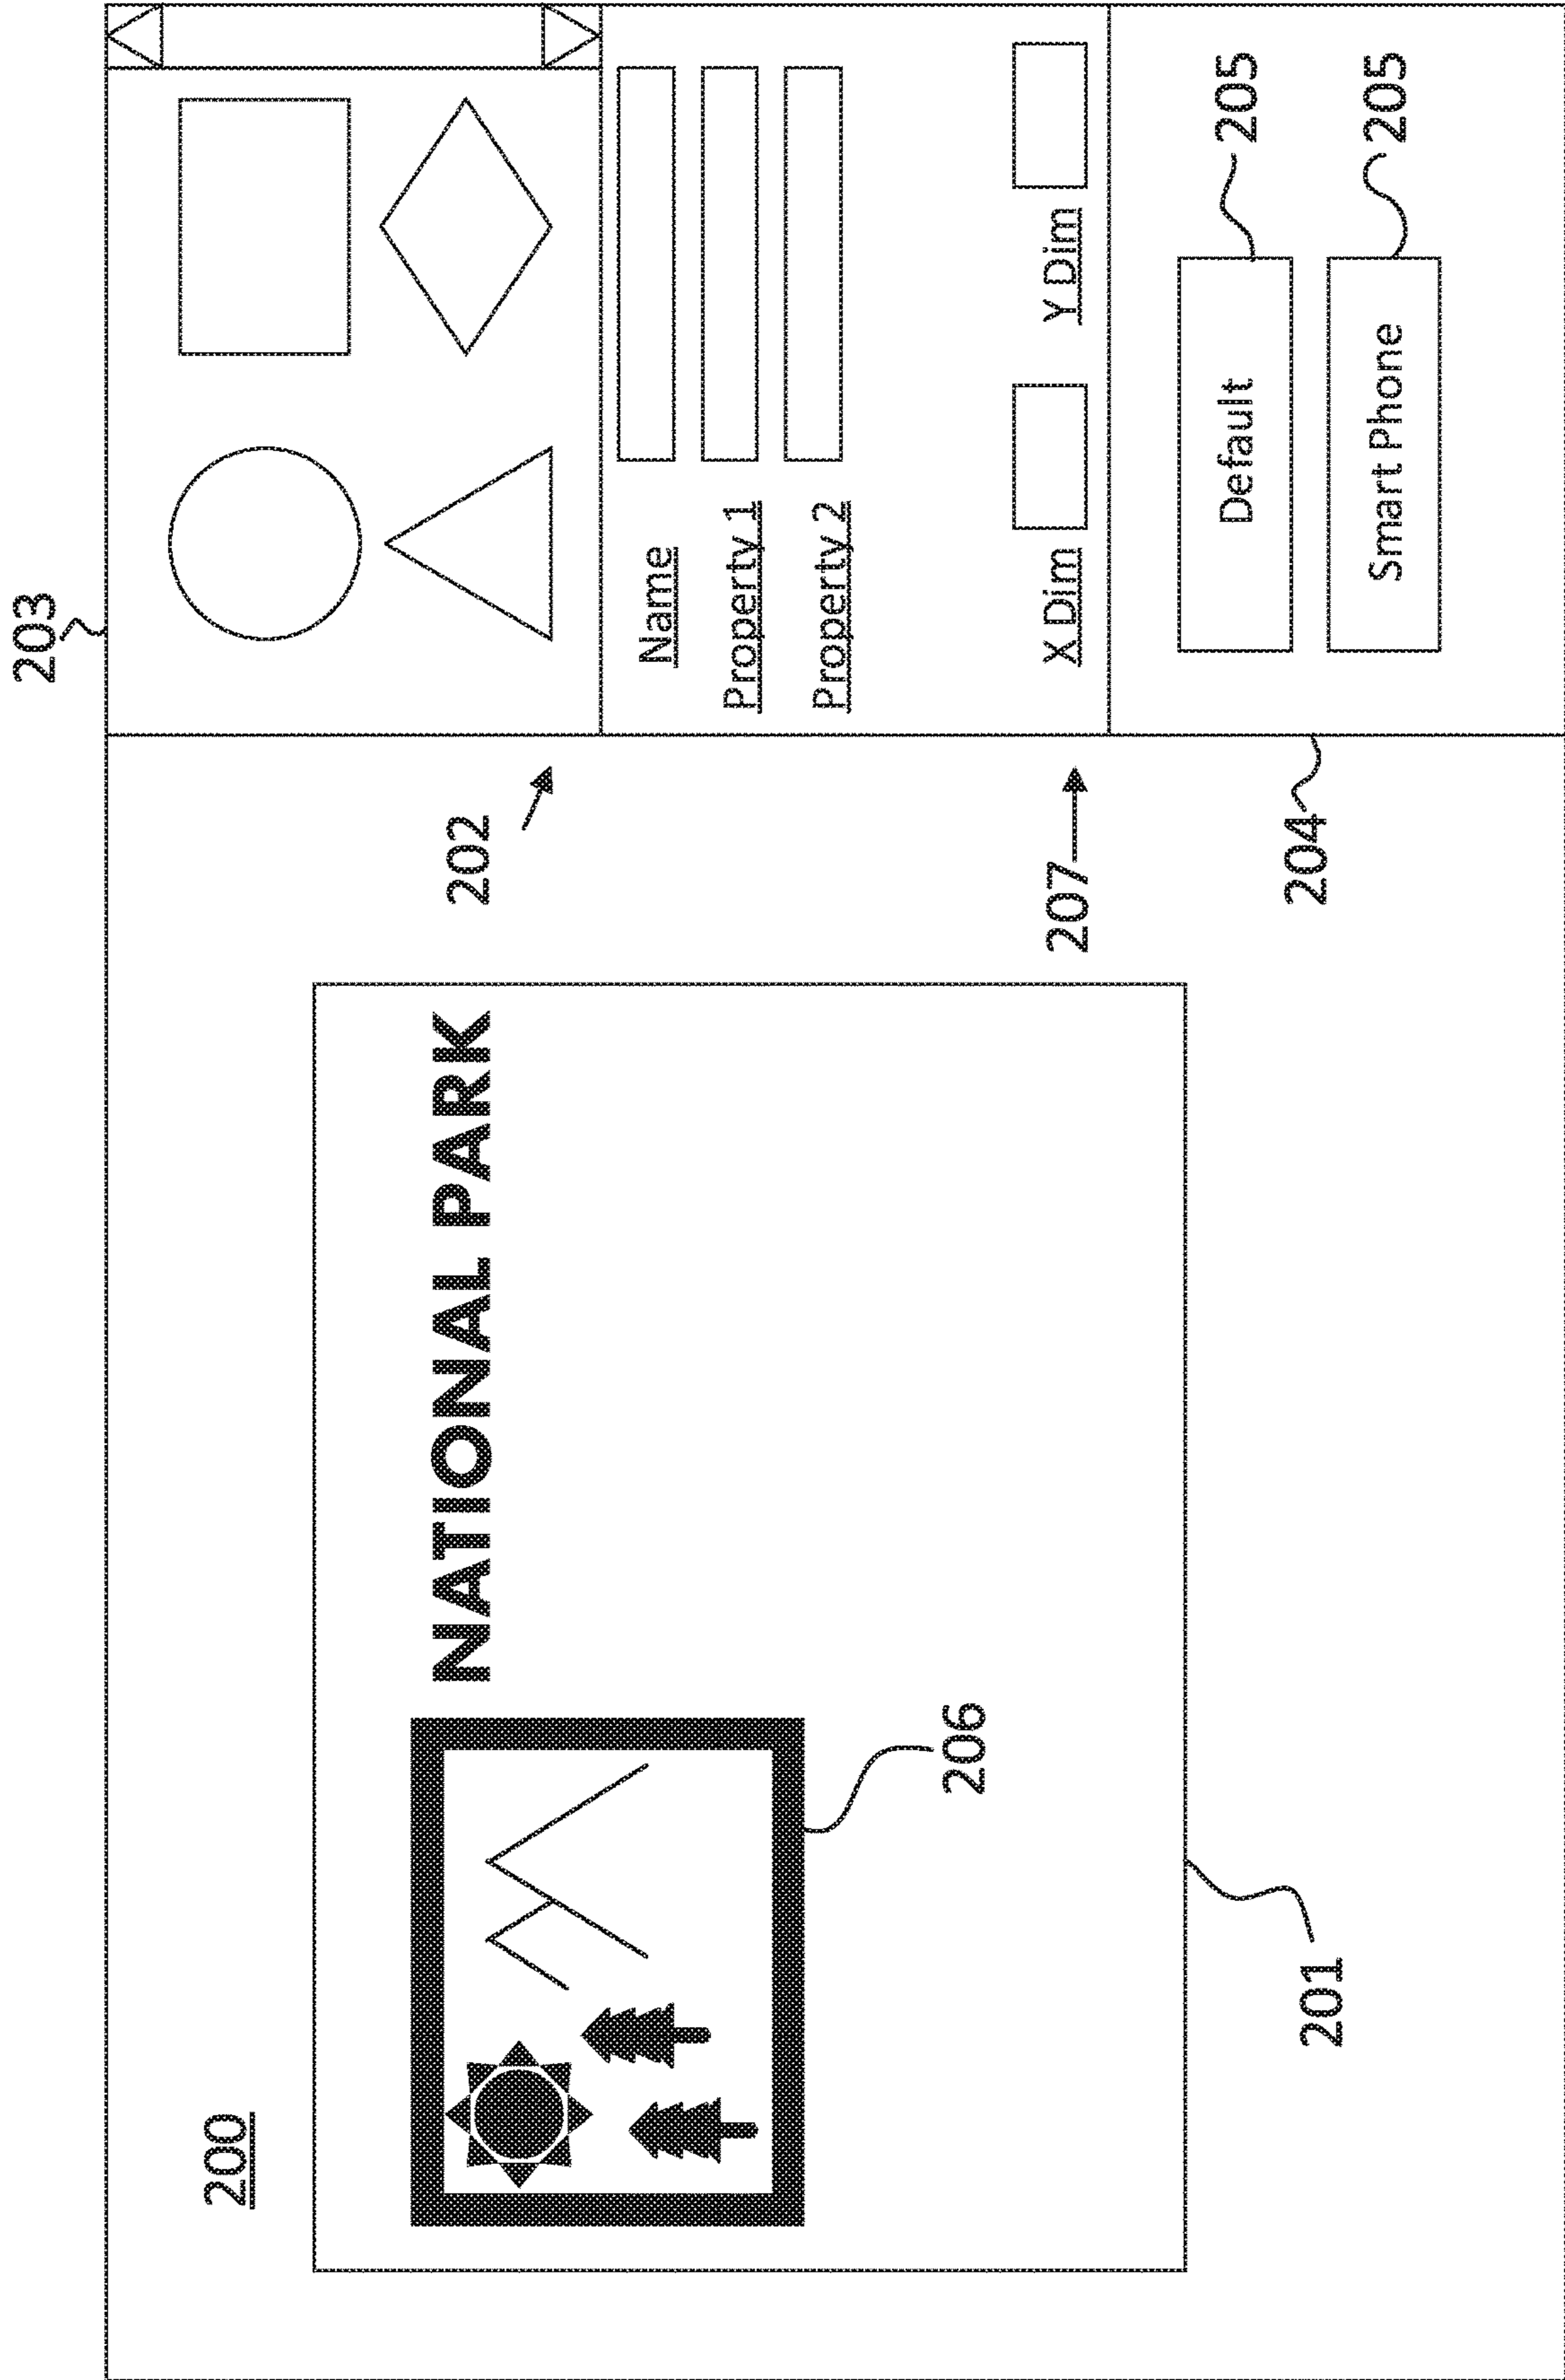 200
203
NATIONAL PARK
206
201
202
Name
Property 1
Property 2
207
X Dim
Y Dim
204
Default
205
Smart Phone
205